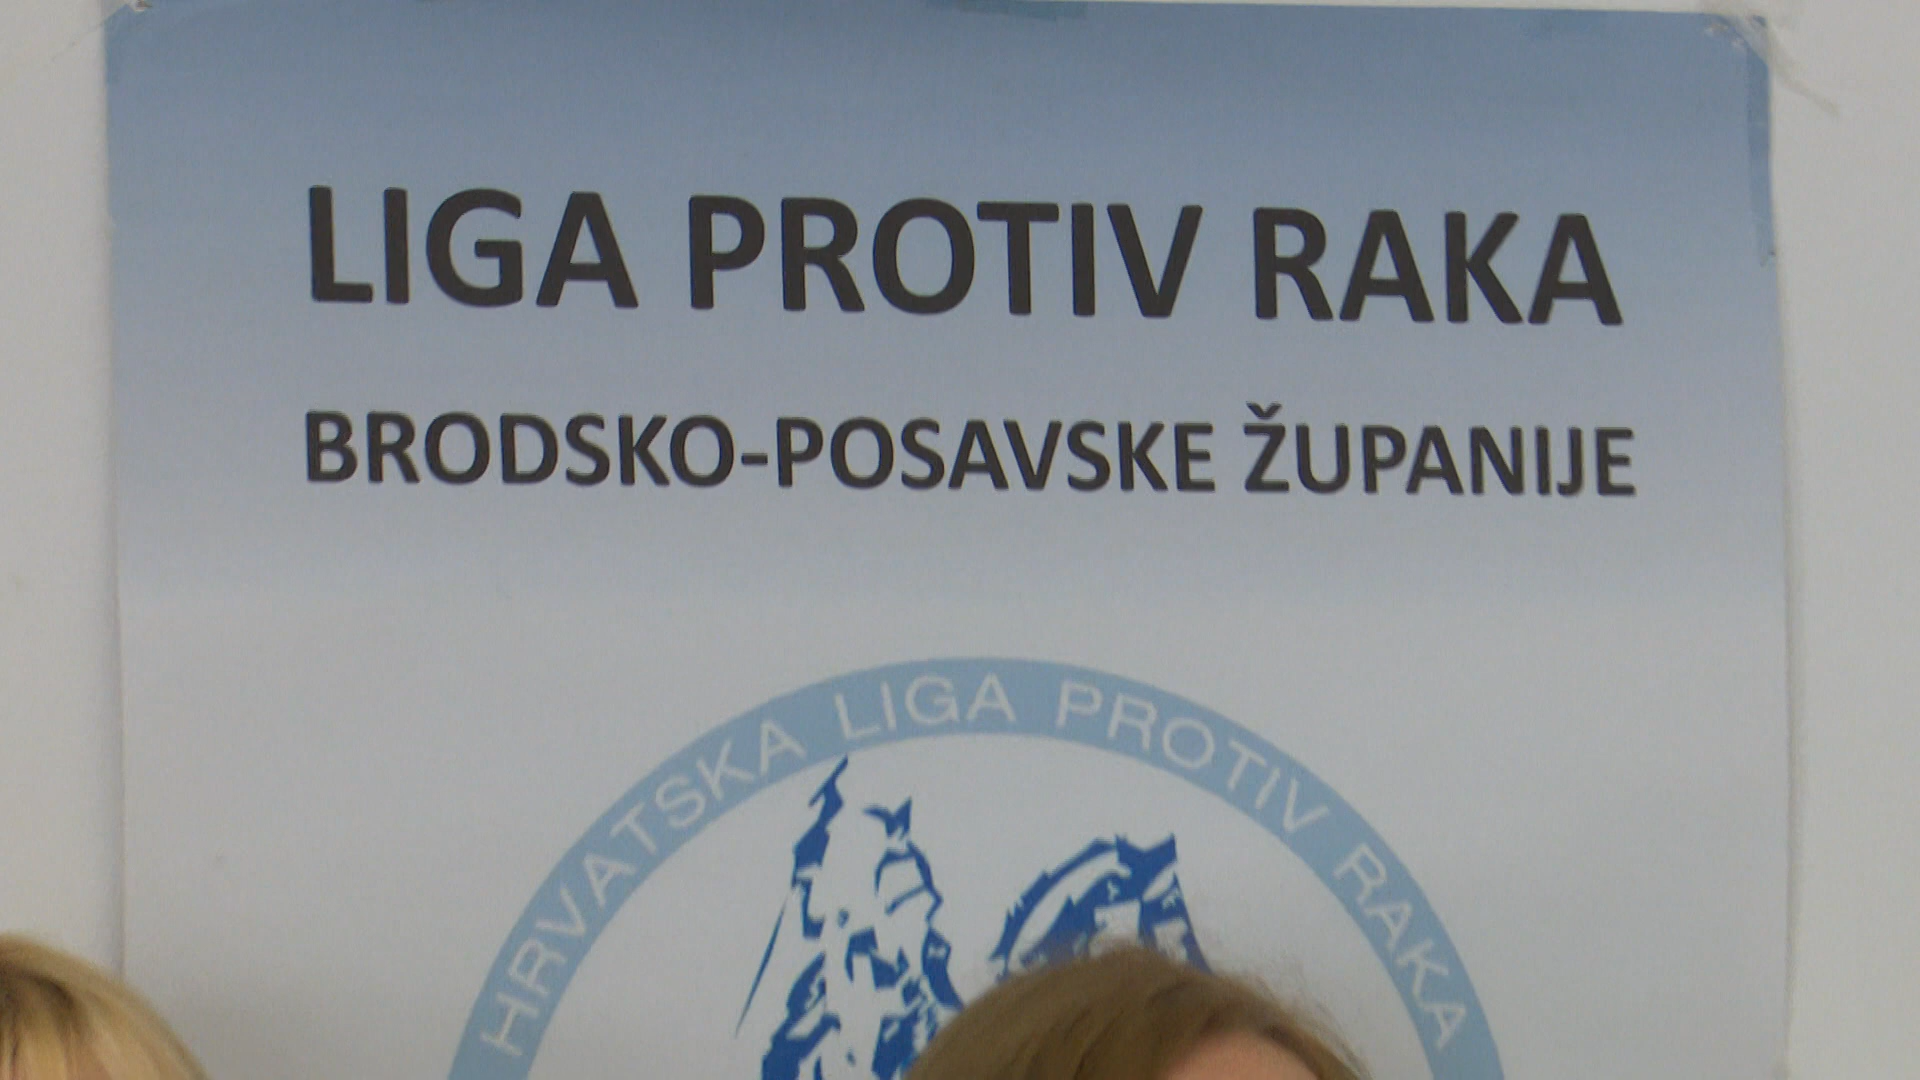 LIGA PROTIV RAKA
BRODSKO-POSAVSKE ŽUPANIJE
HRVATSKA LIGA PROTIV RAKA